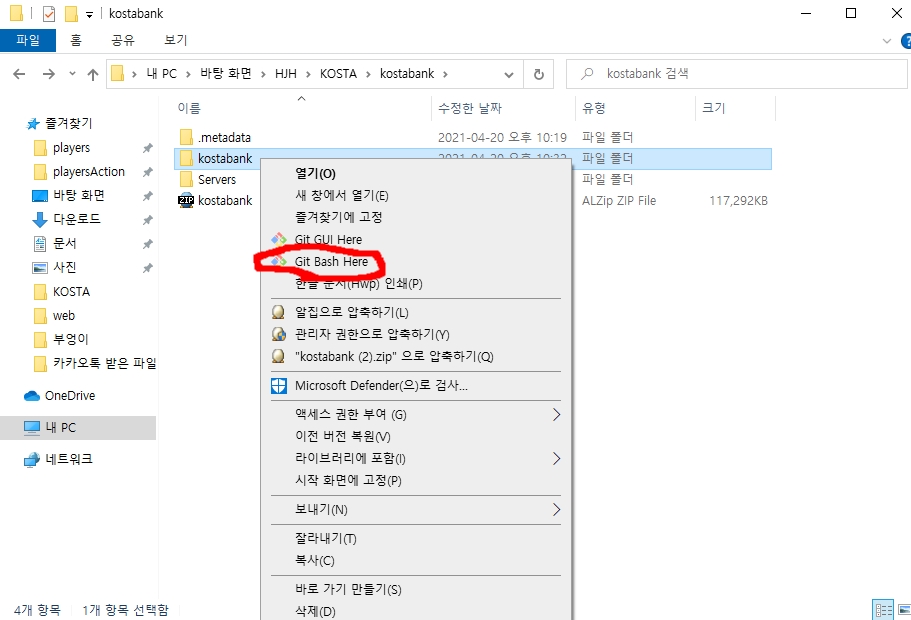 kostabank
파일 홈 공유 보기
내 PC > 바탕 화면 > HJH > KOSTA > kostabank >
kostabank 검색
이름 수정한 날짜 유형 크기
즐겨찾기
players
playersAction
바탕 화면
다운로드
문서
사진
KOSTA
web
부엉이
카카오톡 받은 파일
OneDrive
내 PC
네트워크
.metadata 2021-04-20 오후 10:19 파일 폴더
kostabank 파일 폴더
Servers 파일 폴더
ZIP kostabank ALZip ZIP File 117,292KB
열기(O)
새 창에서 열기(E)
즐겨찾기에 고정
Git GUI Here
Git Bash Here
한글 문서(Hwp) 인쇄(P)
알집으로 압축하기(L)
관리자 권한으로 압축하기(Y)
"kostabank (2).zip" 으로 압축하기(Q)
Microsoft Defender(으)로 검사...
액세스 권한 부여 (G)
이전 버전 복원(V)
라이브러리에 포함(I)
시작 화면에 고정(P)
보내기(N)
잘라내기(T)
복사(C)
바로 가기 만들기(S)
삭제(D)
4개 항목 1개 항목 선택함